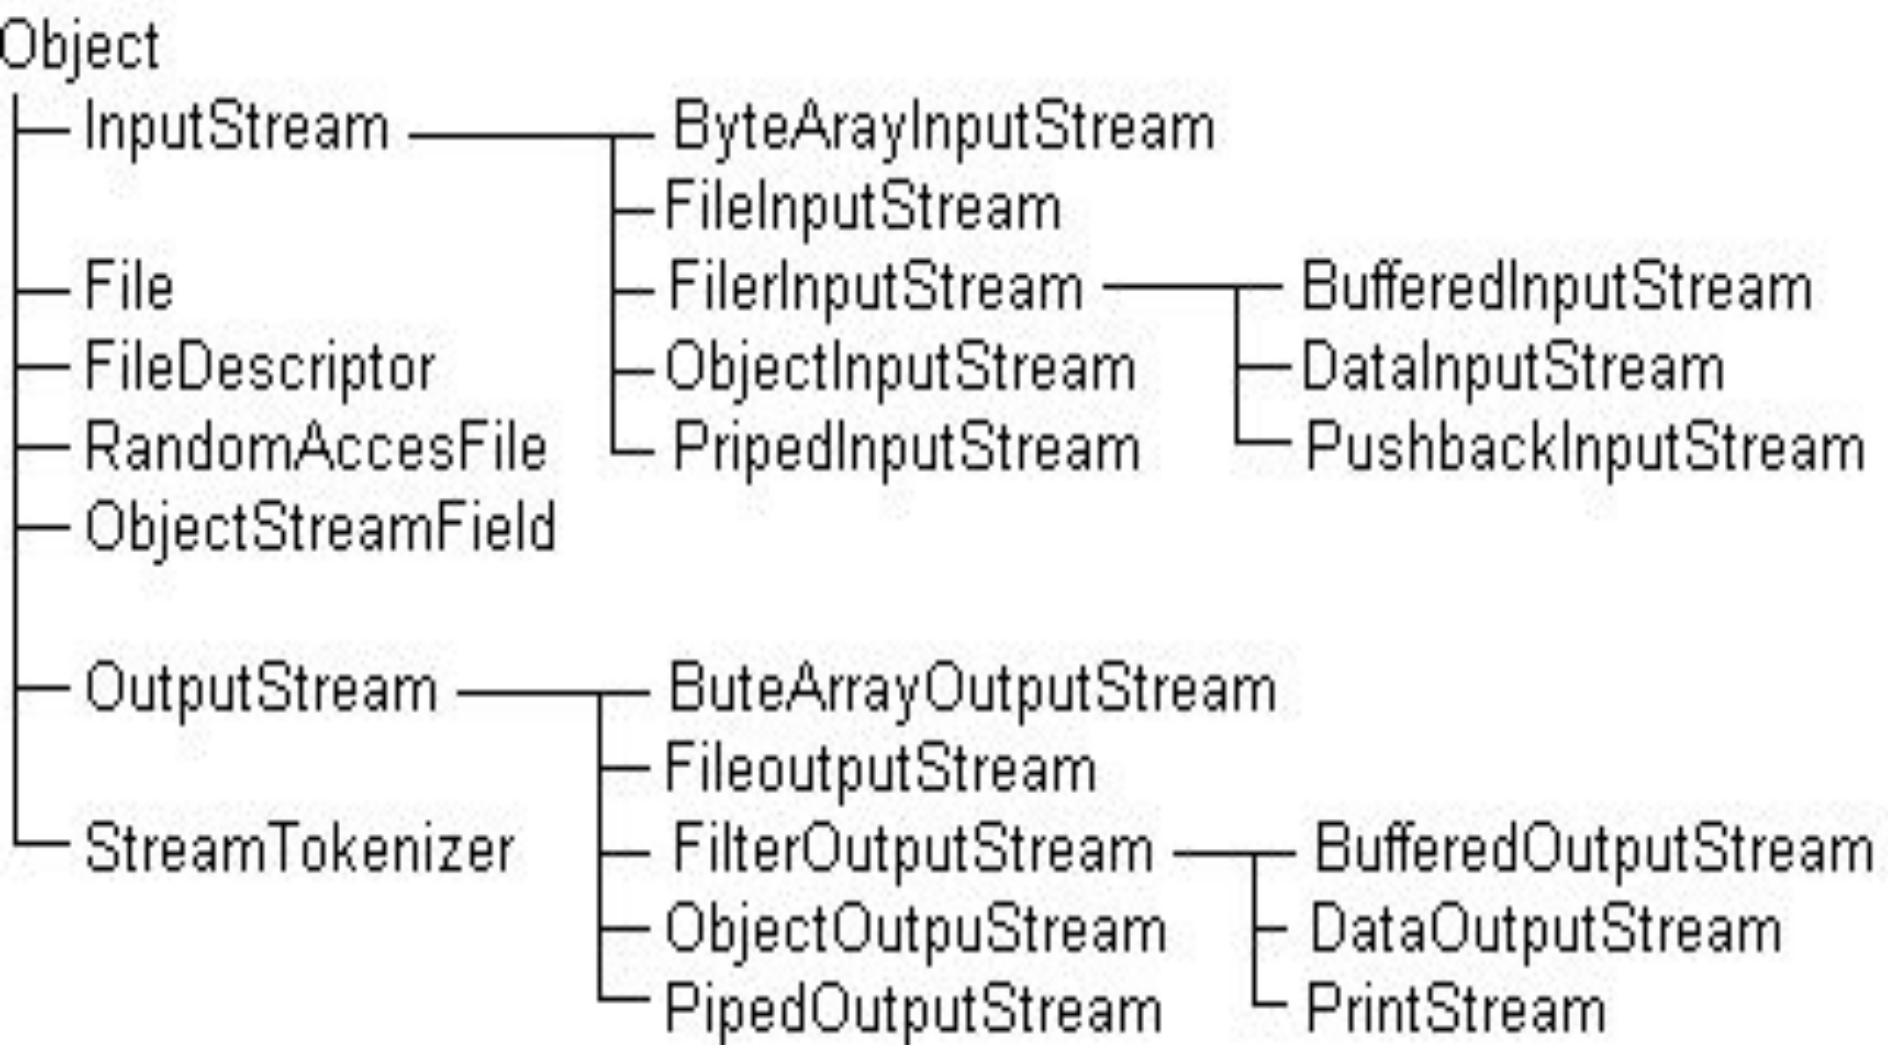 Object
InputStream ByteArayInputStream
FileInputStream
File FilerInputStream BufferedInputStream
FileDescriptor ObjectInputStream DataInputStream
RandomAccesFile PripedInputStream PushbackInputStream
ObjectStreamField
OutputStream ButeArrayOutputStream
FileoutputStream
StreamTokenizer FilterOutputStream BufferedOutputStream
ObjectOutpuStream DataOutputStream
PipedOutputStream PrintStream